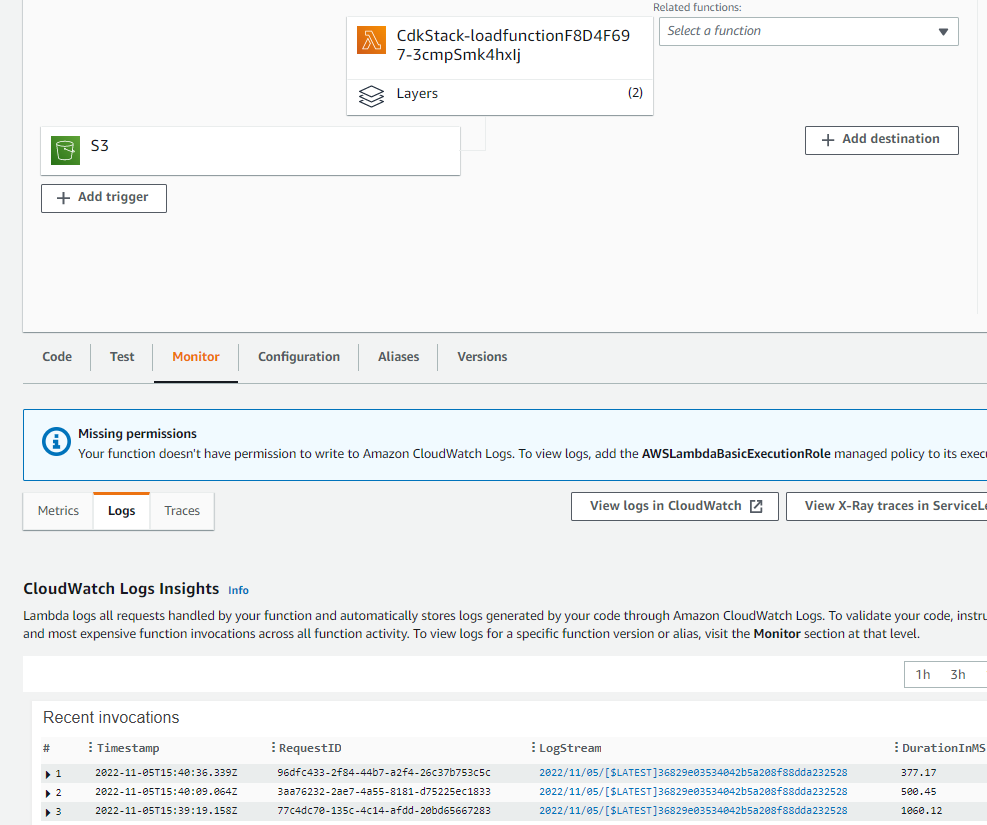 Related functions:
CdkStack-loadfunctionF8D4F69
7-3cmpSmk4hxIj
Select a function
Layers
(2)
S3
Add destination
Add trigger
Code
Test
Monitor
Configuration
Aliases
Versions
Missing permissions
Your function doesn't have permission to write to Amazon CloudWatch Logs. To view logs, add the AWSLambdaBasicExecutionRole managed policy to its execu
Metrics
Logs
Traces
View logs in CloudWatch
View X-Ray traces in ServiceLe
CloudWatch Logs Insights Info
Lambda logs all requests handled by your function and automatically stores logs generated by your code through Amazon CloudWatch Logs. To validate your code, instru
and most expensive function invocations across all function activity. To view logs for a specific function version or alias, visit the Monitor section at that level.
1h 3h
Recent invocations
# Timestamp RequestID LogStream DurationInMS
1 2022-11-05T15:40:36.339Z 96dfc433-2f84-44b7-a2f4-26c37b753c5c 2022/11/05/[$LATEST]36829e03534042b5a208f88dda232528 377.17
2 2022-11-05T15:40:09.064Z 3aa76232-2ae7-4a55-8181-d75225ec1833 2022/11/05/[$LATEST]36829e03534042b5a208f88dda232528 500.45
3 2022-11-05T15:39:19.158Z 77c4dc70-135c-4c14-afdd-20bd65667283 2022/11/05/[$LATEST]36829e03534042b5a208f88dda232528 1060.12